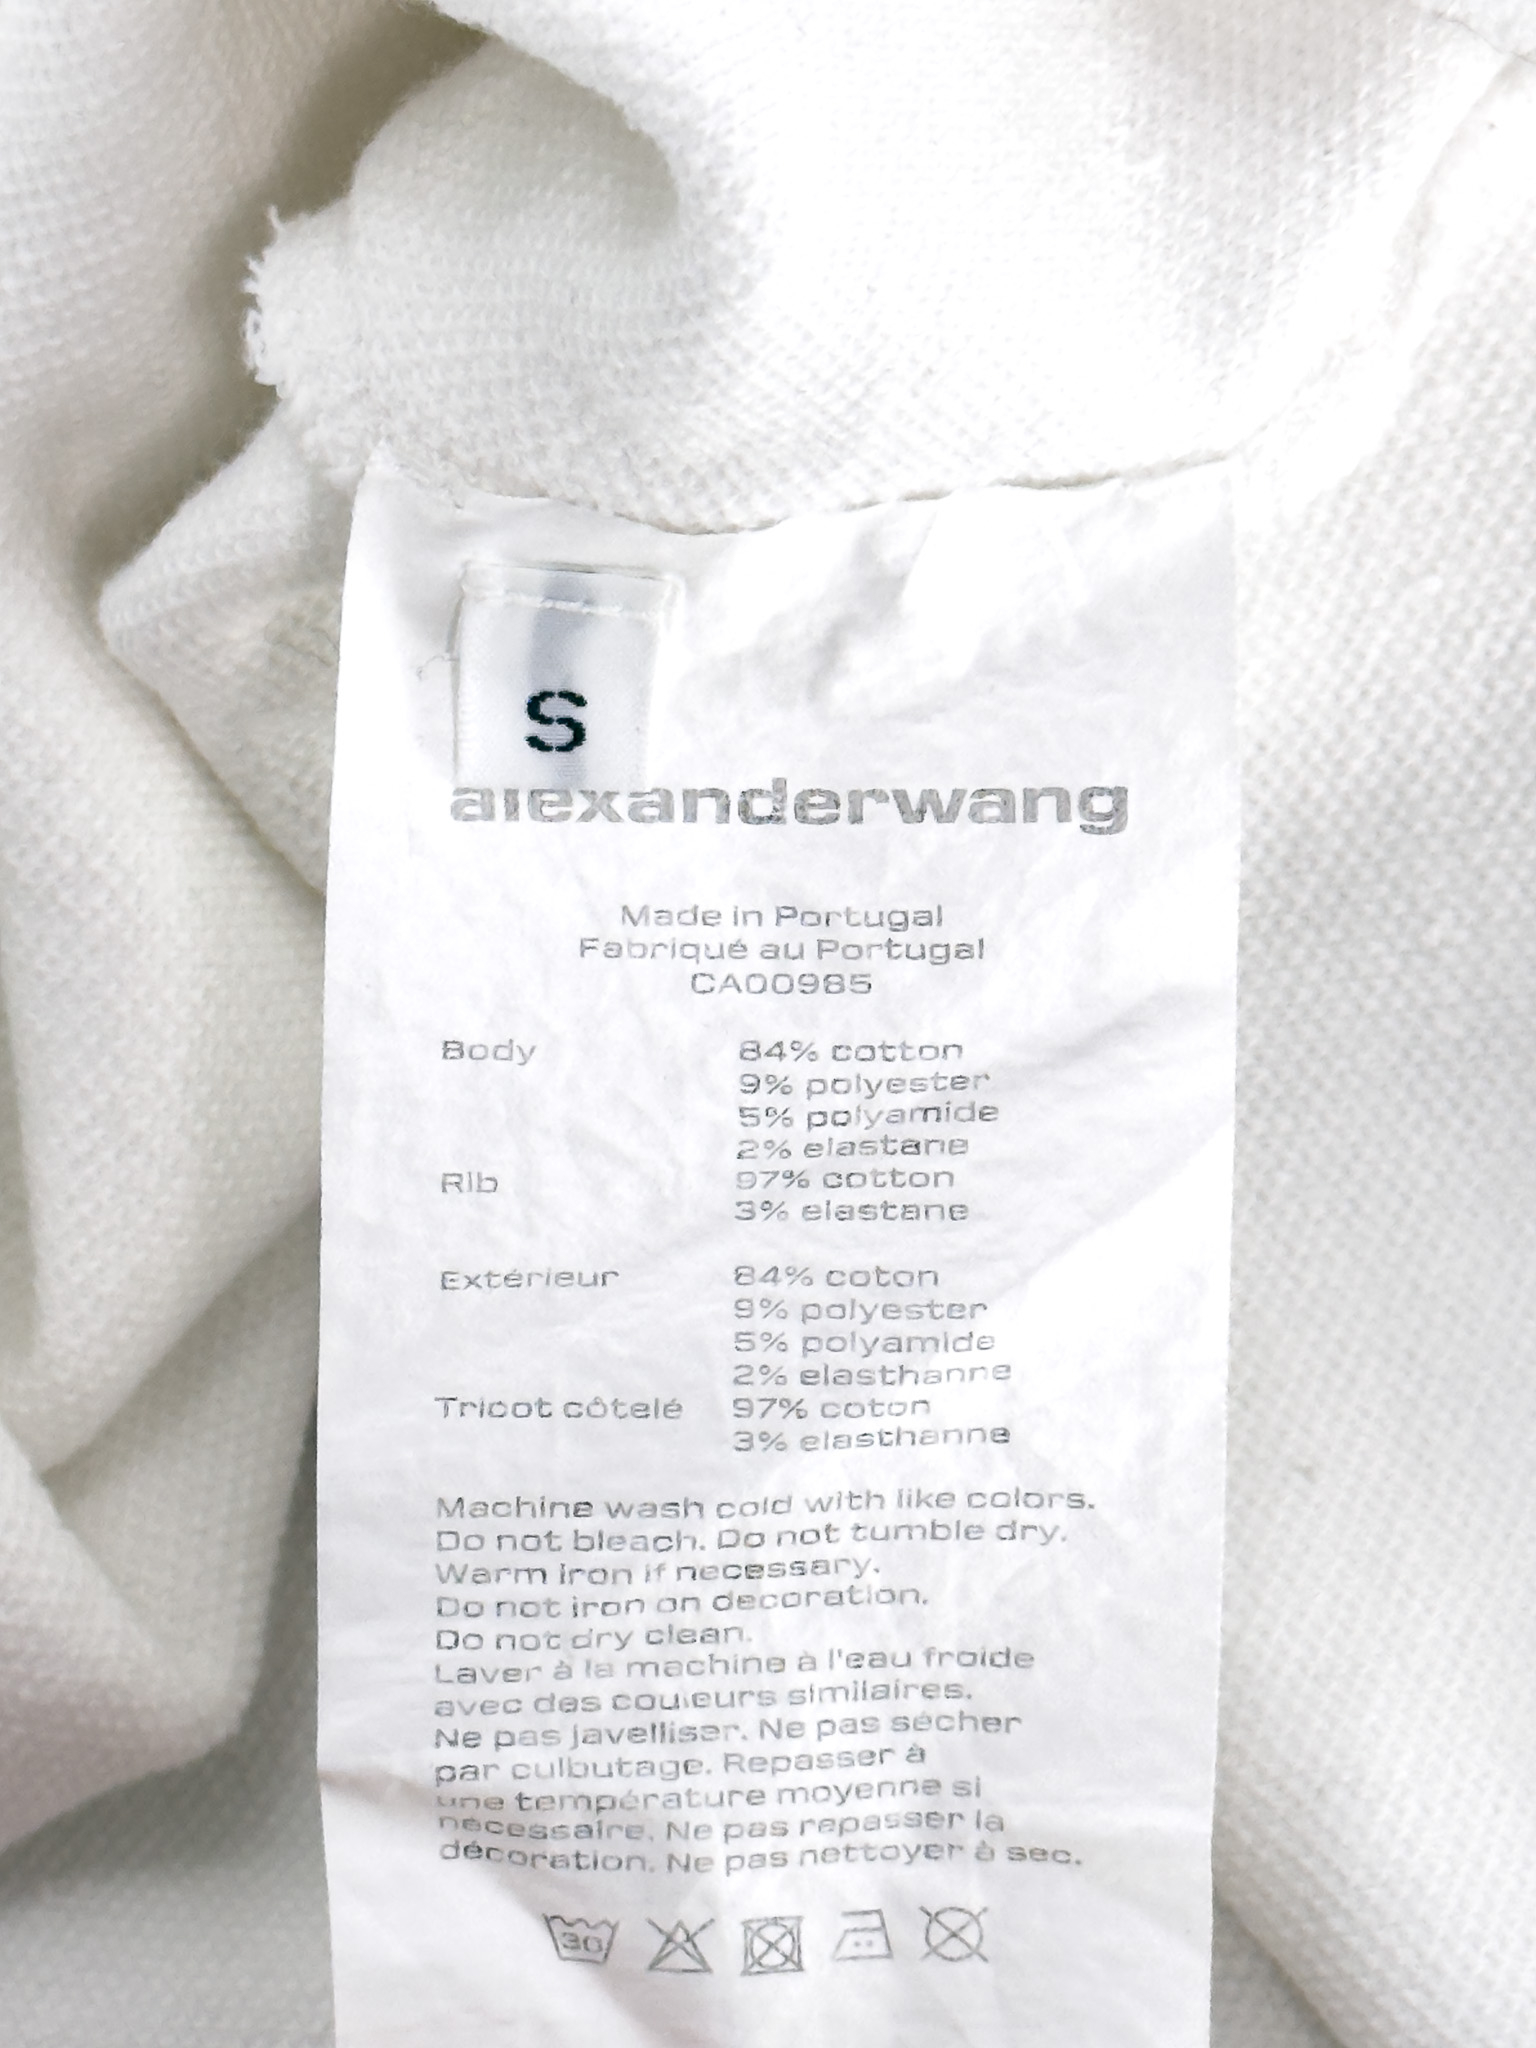 S
alexanderwang
Made in Portugal
Fabriqué au Portugal
CA00985
Body 84% cotton
9% polyester
5% polyamide
2% elastane
Rib 97% cotton
3% elastane
Extérieur 84% coton
9% polyester
5% polyamide
2% elasthanne
Tricot côtelé 97% coton
3% elasthanne
Machine wash cold with like colors.
Do not bleach. Do not tumble dry.
Warm iron if necessary.
Do not iron on decoration.
Do not dry clean.
Laver à la machine à l'eau froide
avec des couleurs similaires.
Ne pas javelliser. Ne pas sécher
par culbutage. Repasser à
une température moyenne si
nécessaire. Ne pas repasser la
décoration. Ne pas nettoyer à sec.
30